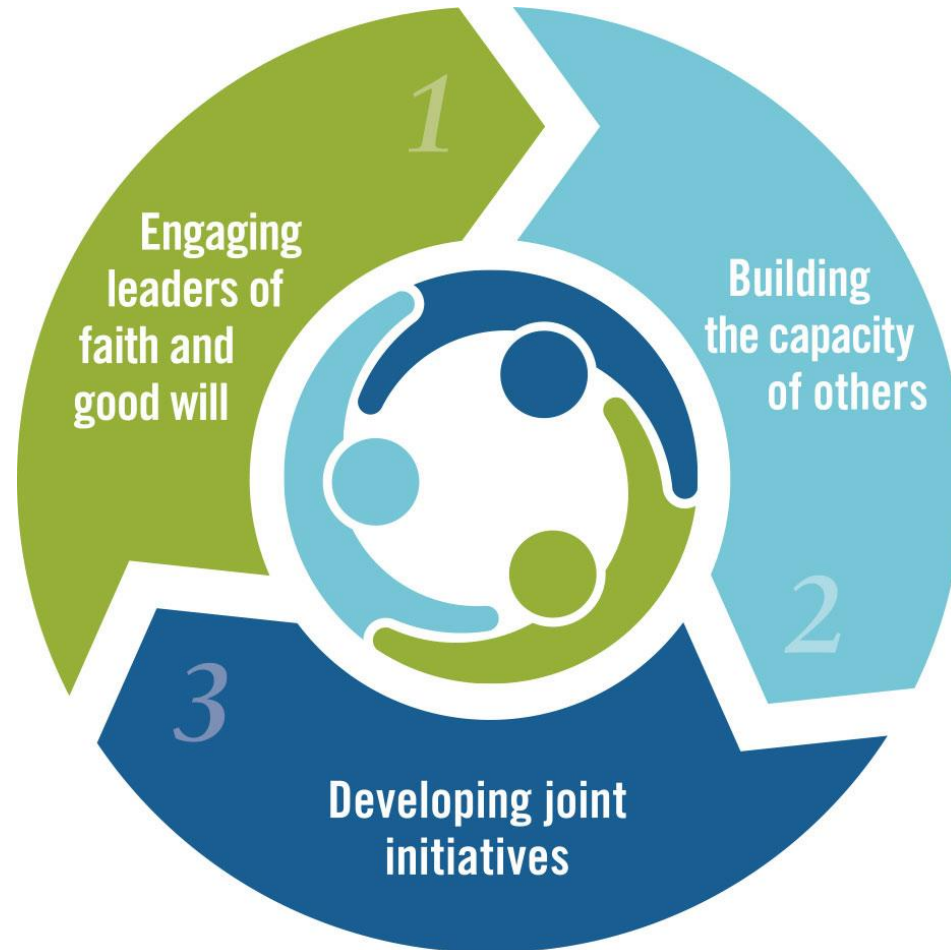 1
Engaging
leaders of
faith and
good will
Building
the capacity
of others
2
3
Developing joint
initiatives